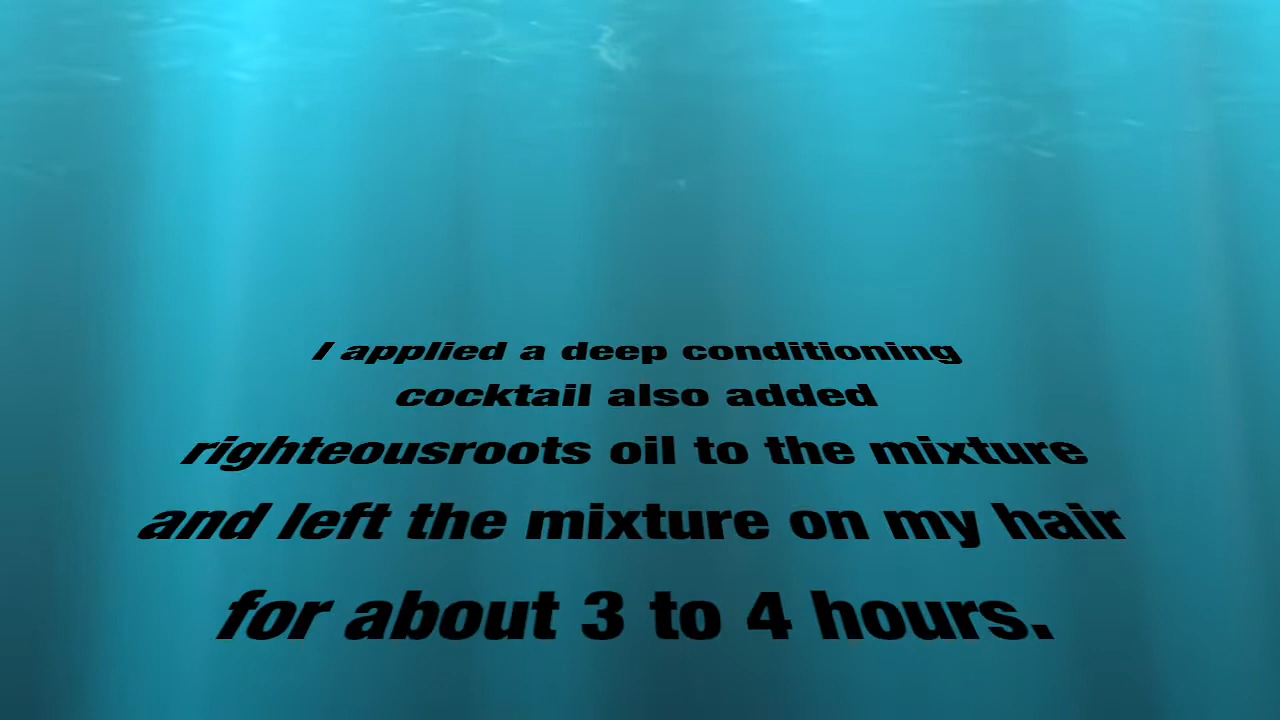 I applied a deep conditioning
cocktail also added
righteousroots oil to the mixture
and left the mixture on my hair
for about 3 to 4 hours.